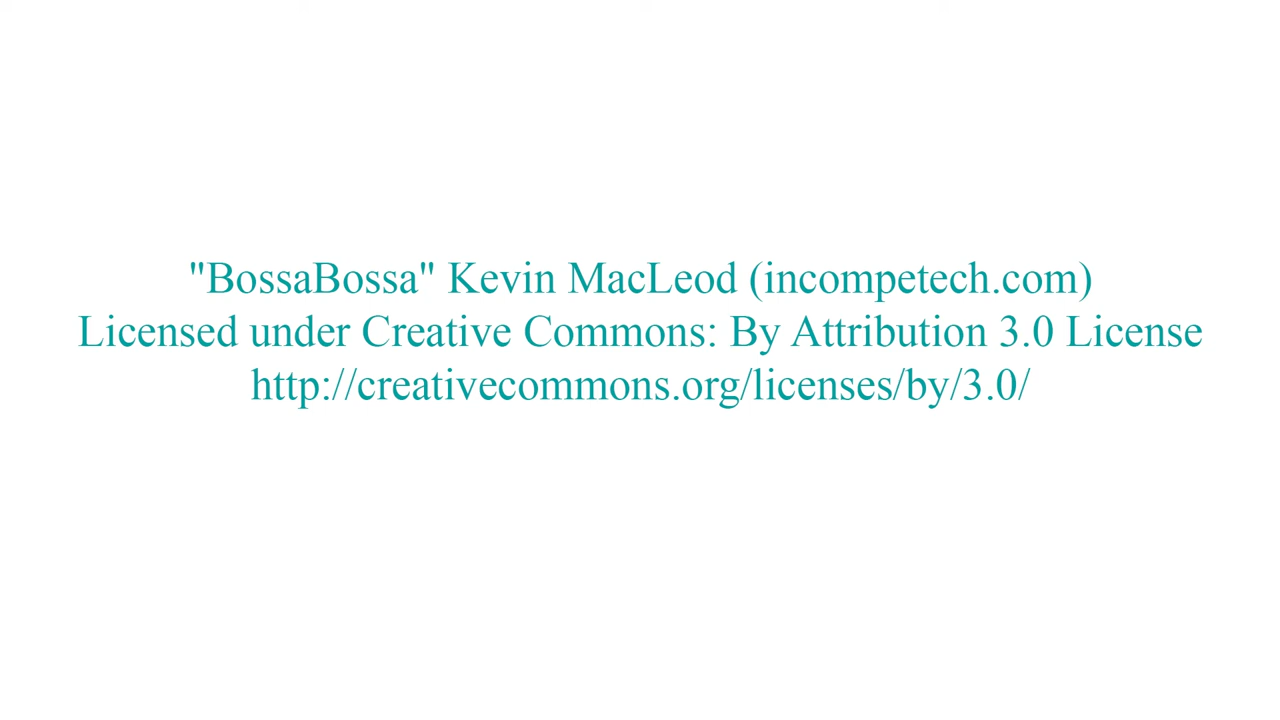 "BossaBossa" Kevin MacLeod (incompetech.com)
Licensed under Creative Commons: By Attribution 3.0 License
http://creativecommons.org/licenses/by/3.0/